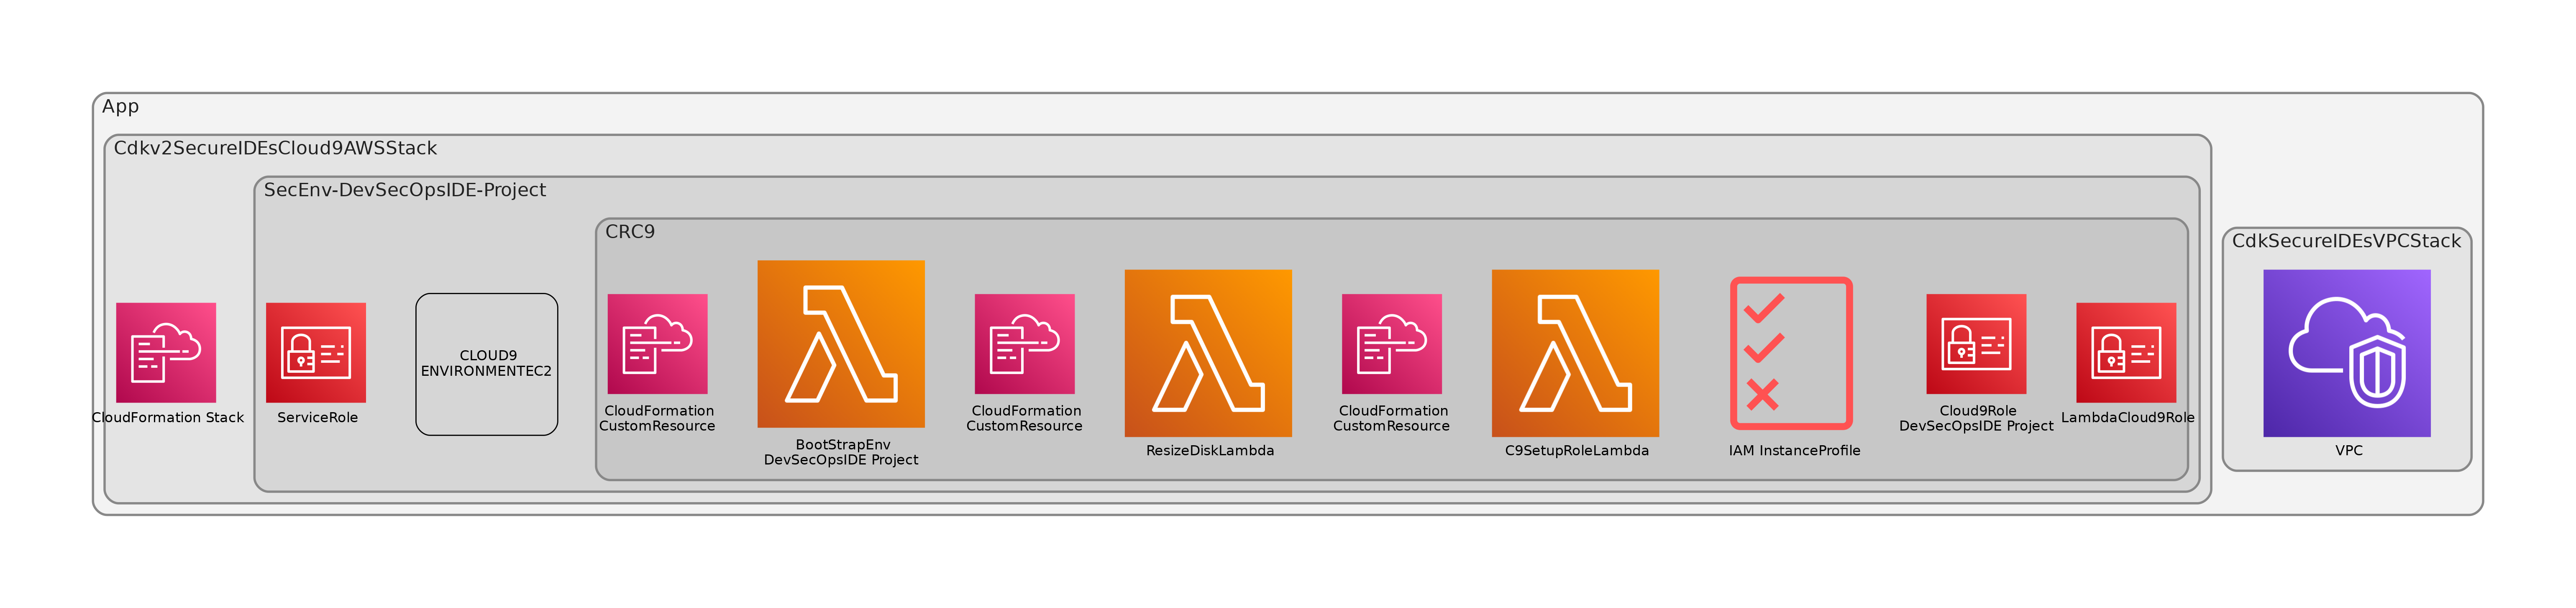 App
Cdkv2SecureIDEsCloud9AWSStack
SecEnv-DevSecOpsIDE-Project
CRC9
CdkSecureIDEsVPCStack
CloudFormation Stack
ServiceRole
CLOUD9
ENVIRONMENTEC2
CloudFormation
CustomResource
BootStrapEnv
DevSecOpsIDE Project
CloudFormation
CustomResource
ResizeDiskLambda
CloudFormation
CustomResource
C9SetupRoleLambda
IAM InstanceProfile
Cloud9Role
DevSecOpsIDE Project
LambdaCloud9Role
VPC